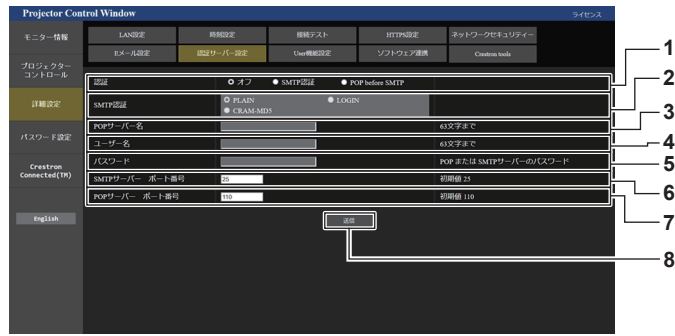 Projector Control Window
ライセンス
モニター情報
プロジェクター
コントロール
詳細設定
パスワード設定
Crestron
Connected(TM)
English
LAN設定 時刻設定 接続テスト HTTPS設定 ネットワークセキュリティー
Eメール設定 認証サーバー設定 User機能設定 ソフトウェア連携 Crestron tools
認証 オフ SMTP認証 POP before SMTP 1
SMTP認証 PLAIN LOGIN 2
CRAM-MD5
POPサーバー名 63文字まで 3
ユーザー名 63文字まで 4
パスワード POP または SMTPサーバーのパスワード 5
SMTPサーバー ポート番号 25 初期値 25 6
POPサーバー ポート番号 110 初期値 110 7
送信 8